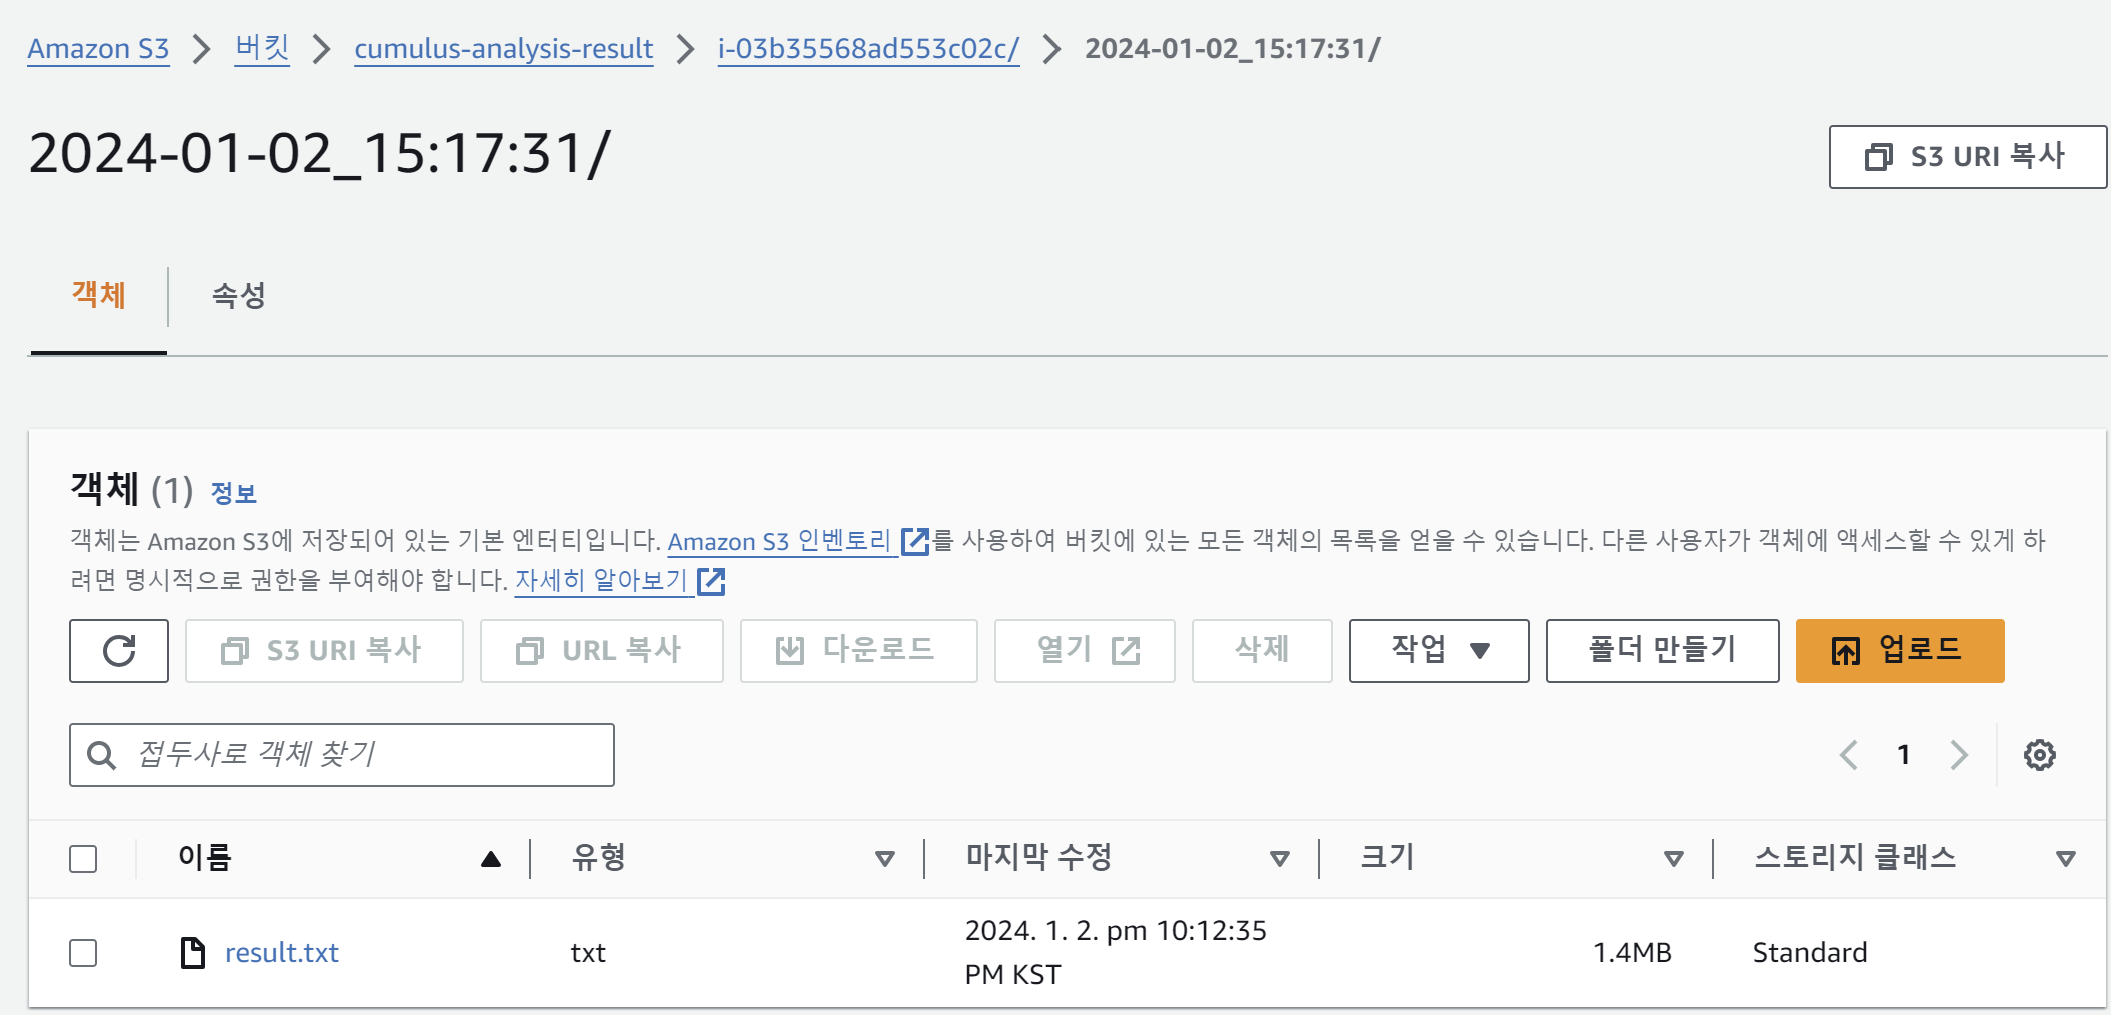 Amazon S3 > 버킷 > cumulus-analysis-result > i-03b35568ad553c02c/ > 2024-01-02_15:17:31/
2024-01-02_15:17:31/
S3 URI 복사
객체 속성
객체 (1) 정보
객체는 Amazon S3에 저장되어 있는 기본 엔터티입니다. Amazon S3 인벤토리 를 사용하여 버킷에 있는 모든 객체의 목록을 얻을 수 있습니다. 다른 사용자가 객체에 액세스할 수 있게 하
려면 명시적으로 권한을 부여해야 합니다. 자세히 알아보기
S3 URI 복사 URL 복사 다운로드 열기 삭제 작업 폴더 만들기 업로드
접두사로 객체 찾기
1
이름 유형 마지막 수정 크기 스토리지 클래스
result.txt txt 2024. 1. 2. pm 10:12:35
PM KST 1.4MB Standard